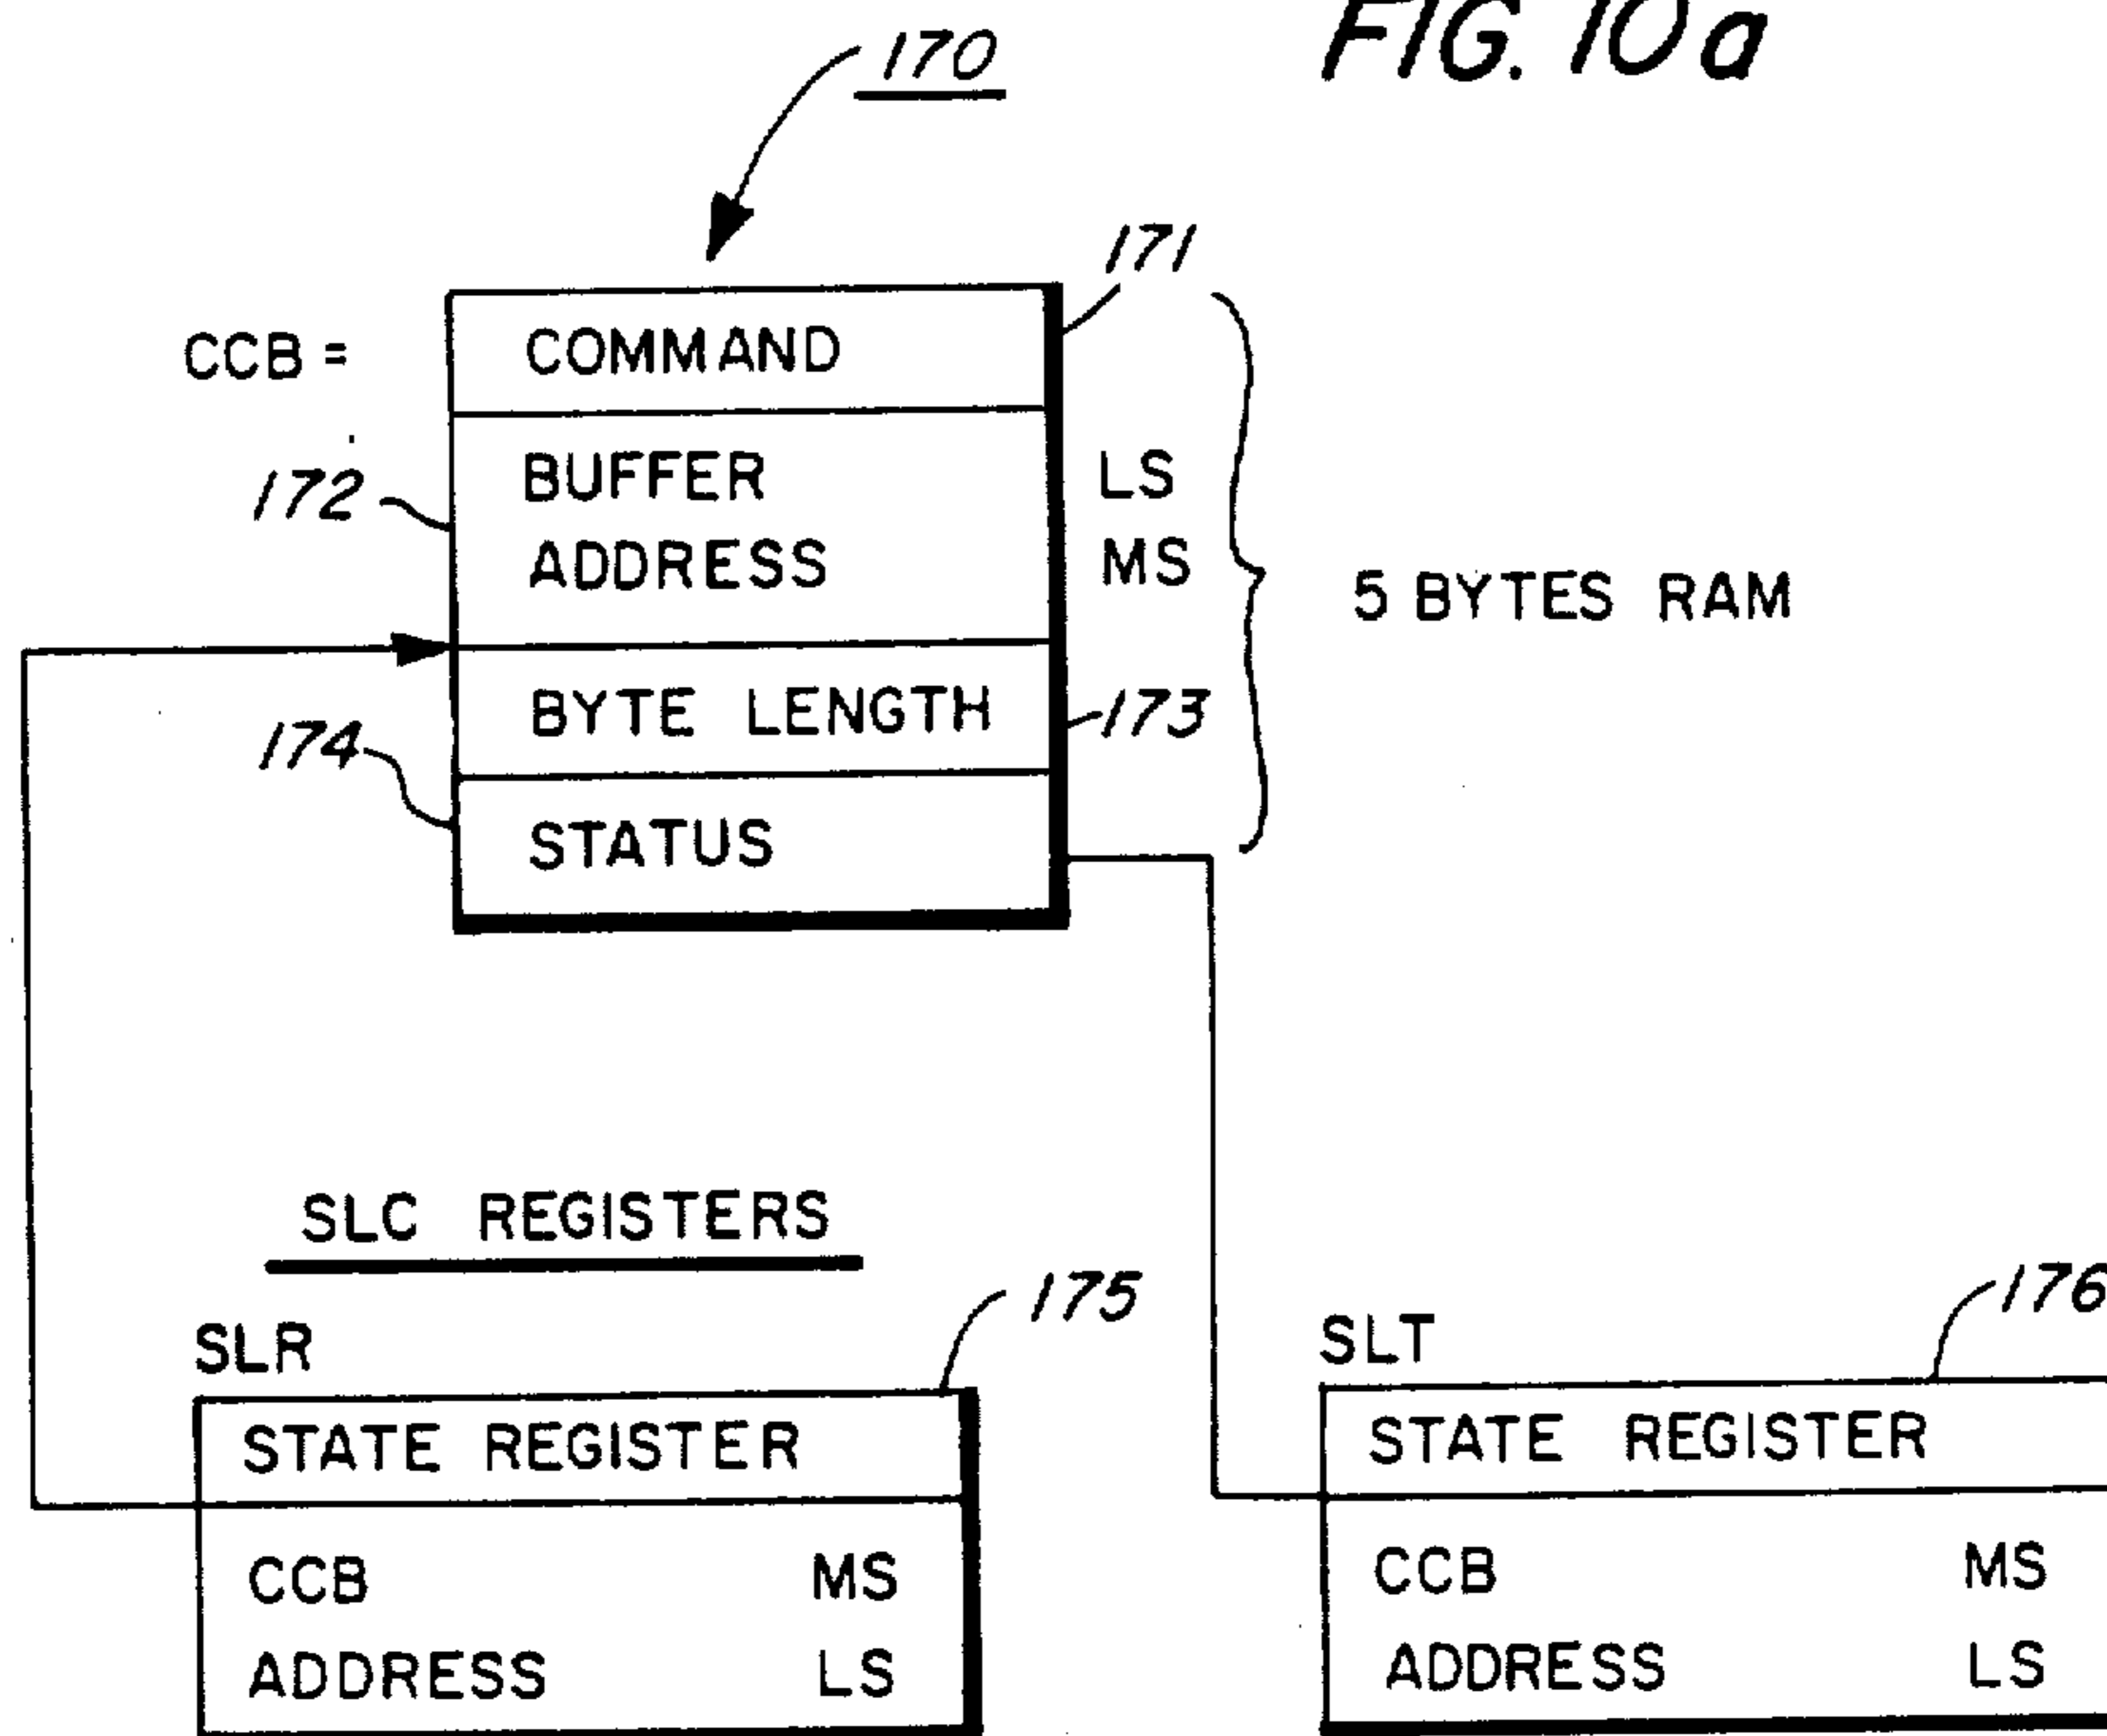 FIG. 10a
170
171
CCB =
COMMAND
172
BUFFER LS
ADDRESS MS
5 BYTES RAM
BYTE LENGTH
173
174
STATUS
SLC REGISTERS
175
176
SLR
SLT
STATE REGISTER
STATE REGISTER
CCB MS
ADDRESS LS
CCB MS
ADDRESS LS